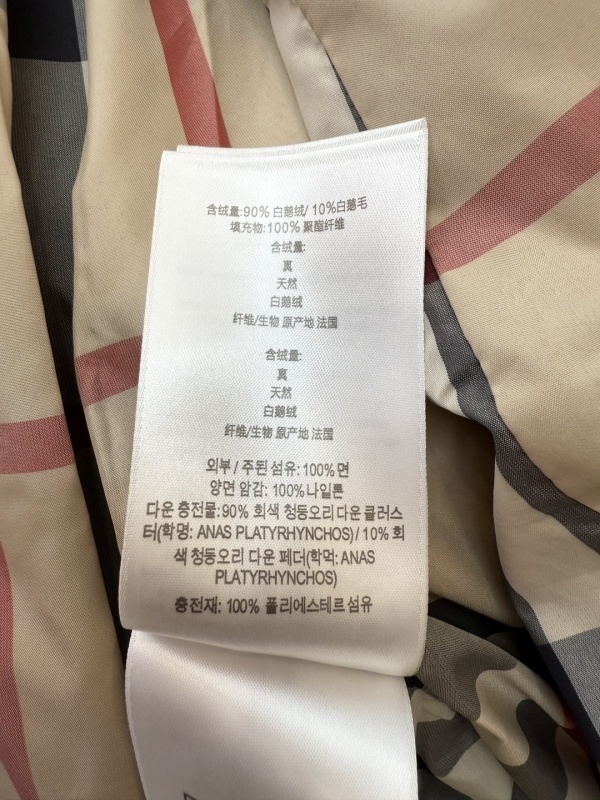 含绒量:90% 白鹅绒/ 10%白鹅毛
填充物:100% 聚酯纤维
含绒量:
真
天然
白鹅绒
纤维/生物 原产地 法国
含绒量:
真
天然
白鹅绒
纤维/生物 原产地 法国
외부 / 주된 섬유: 100% 면
양면 암감: 100% 나일론
다운 충전물: 90% 회색 청둥오리 다운 클러스
터(학명: ANAS PLATYRHYNCHOS) / 10% 회
색 청둥오리 다운 페더(학먹: ANAS
PLATYRHYNCHOS)
충전재: 100% 폴리에스테르 섬유